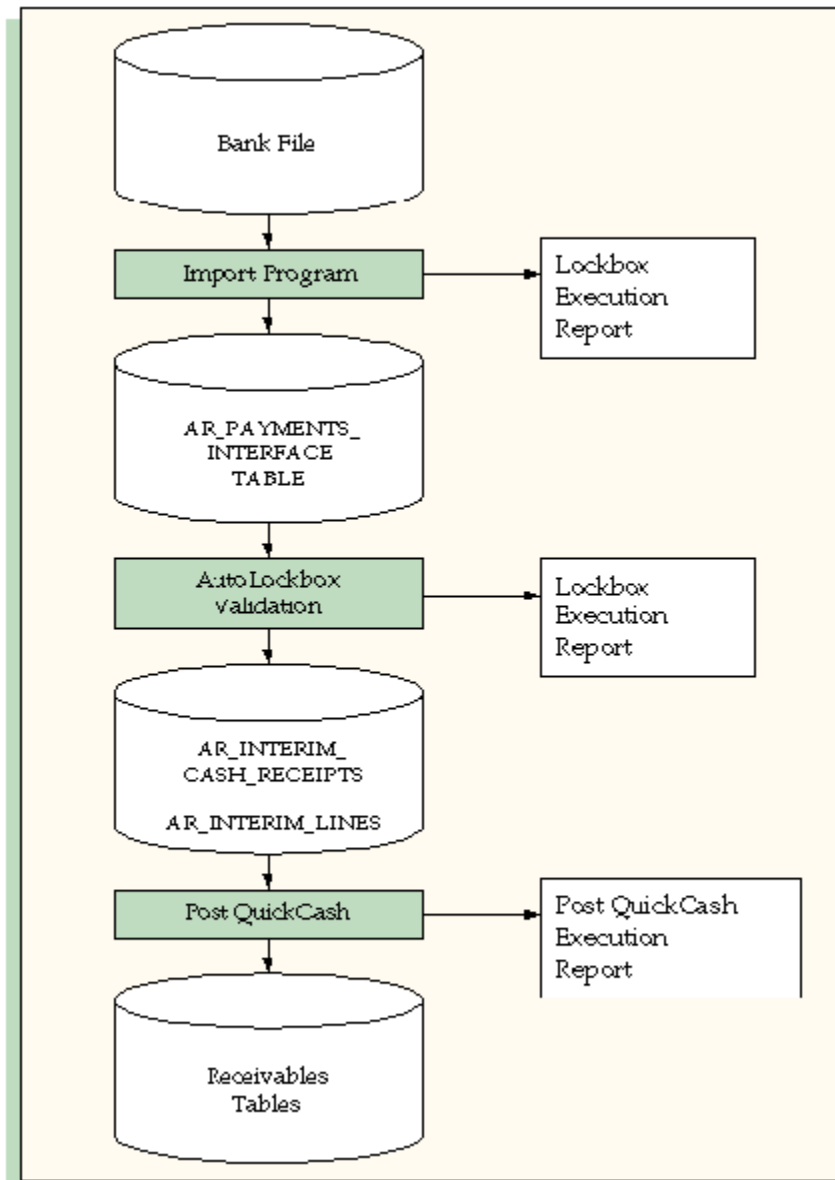 Bank File
Import Program
Lockbox
Execution
Report
AR_PAYMENTS_
INTERFACE
TABLE
AutoLockbox
Validation
Lockbox
Execution
Report
AR_INTERIM_
CASH_RECEIPTS
AR_INTERIM_LINES
Post QuickCash
Post QuickCash
Execution
Report
Receivables
Tables